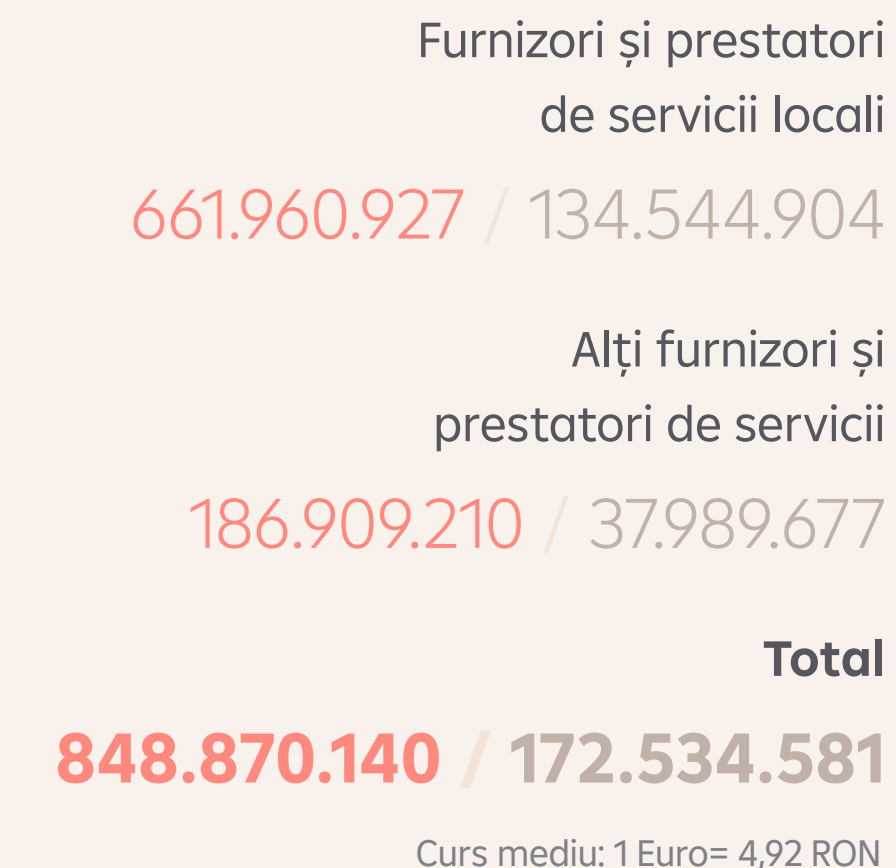 Furnizori și prestatori
de servicii locali
661.960.927 / 134.544.904
Alți furnizori și
prestatori de servicii
186.909.210 / 37.989.677
Total
848.870.140 / 172.534.581
Curs mediu: 1 Euro= 4,92 RON